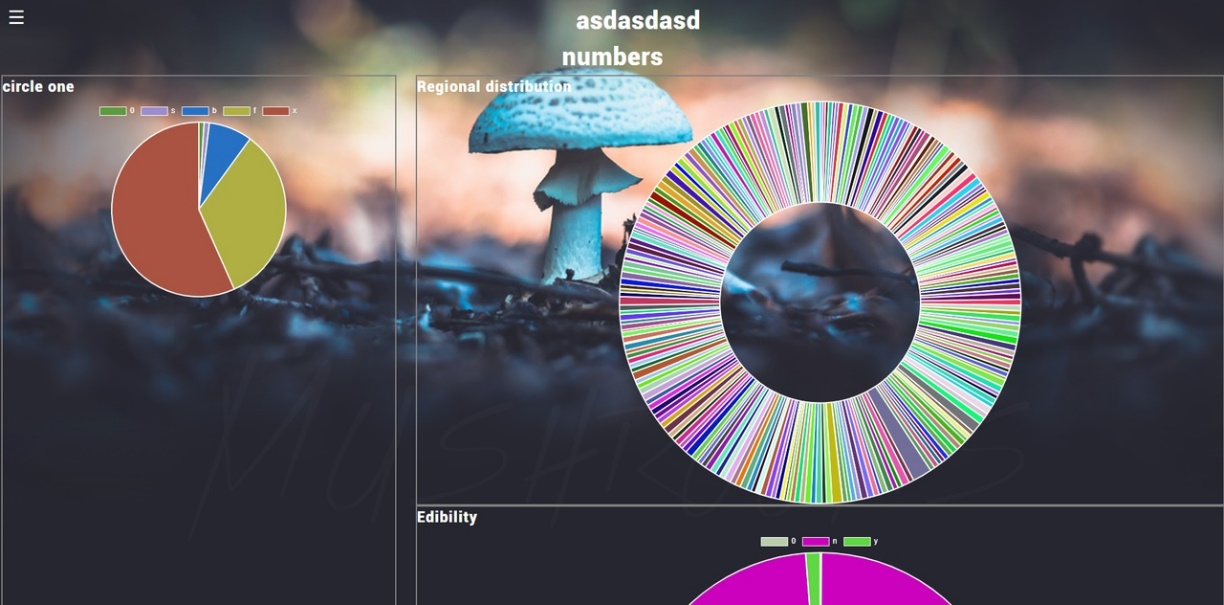 asdasdasd
numbers
circle one
0 s b f x
Regional distribution
Edibility
0 n y